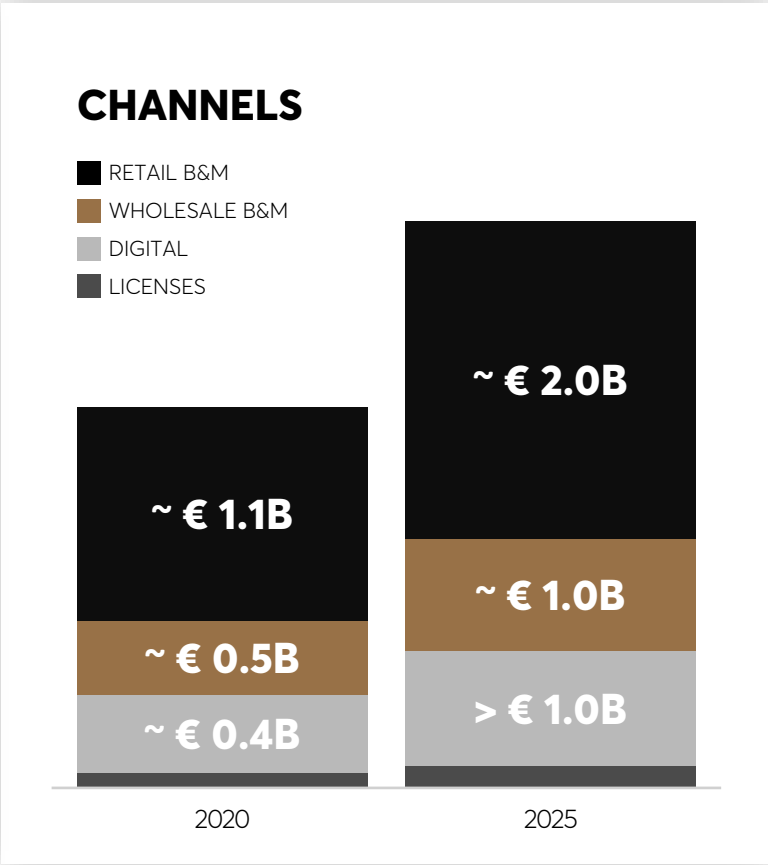 CHANNELS
RETAIL B&M
WHOLESALE B&M
DIGITAL
LICENSES
~ € 1.1B
~ € 0.5B
~ € 0.4B
2020
~ € 2.0B
~ € 1.0B
> € 1.0B
2025